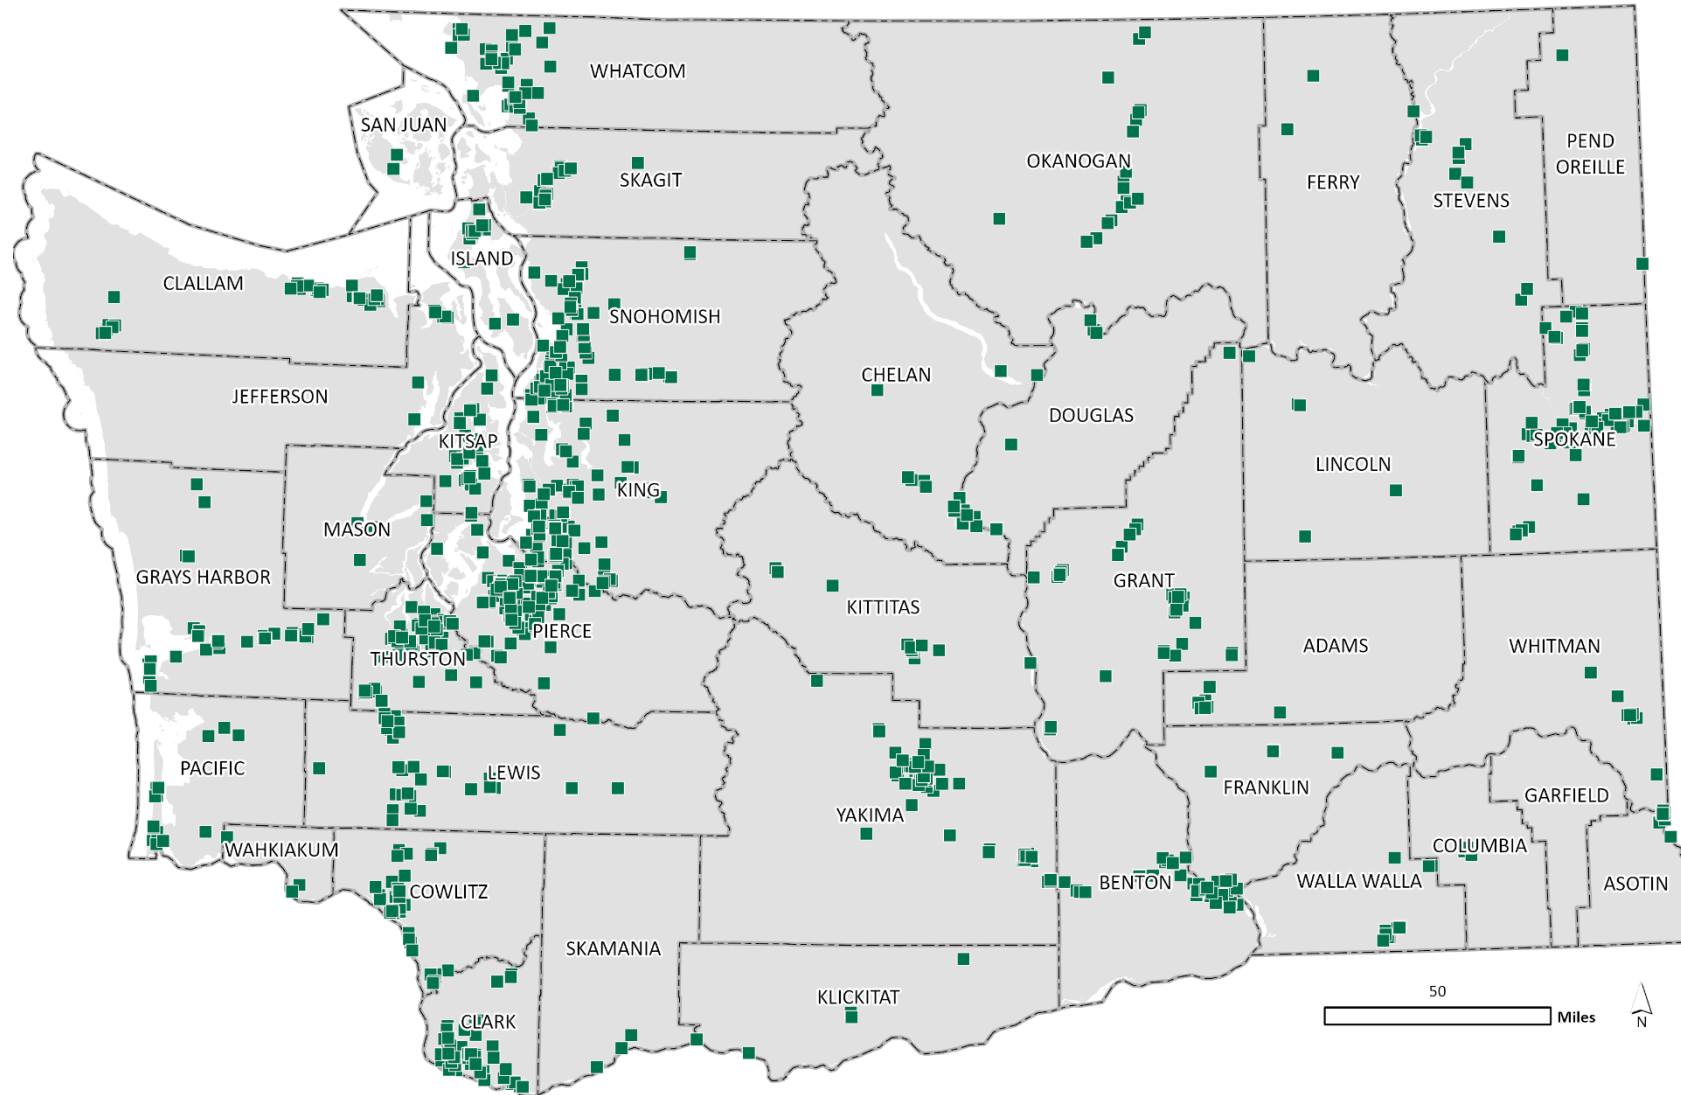 WHATCOM
SAN JUAN
SKAGIT
OKANOGAN
FERRY
PEND
OREILLE
STEVENS
ISLAND
CLALLAM
SNOHOMISH
CHELAN
JEFFERSON
DOUGLAS
KITSAP
SPOKANE
LINCOLN
KING
MASON
GRAYS HARBOR
GRANT
KITTITAS
PIERCE
ADAMS
WHITMAN
THURSTON
PACIFIC
LEWIS
FRANKLIN
GARFIELD
YAKIMA
WAHKIAKUM
COLUMBIA
COWLITZ
BENTON
WALLA WALLA
ASOTIN
SKAMANIA
KLICKITAT
CLARK
50
Miles
N